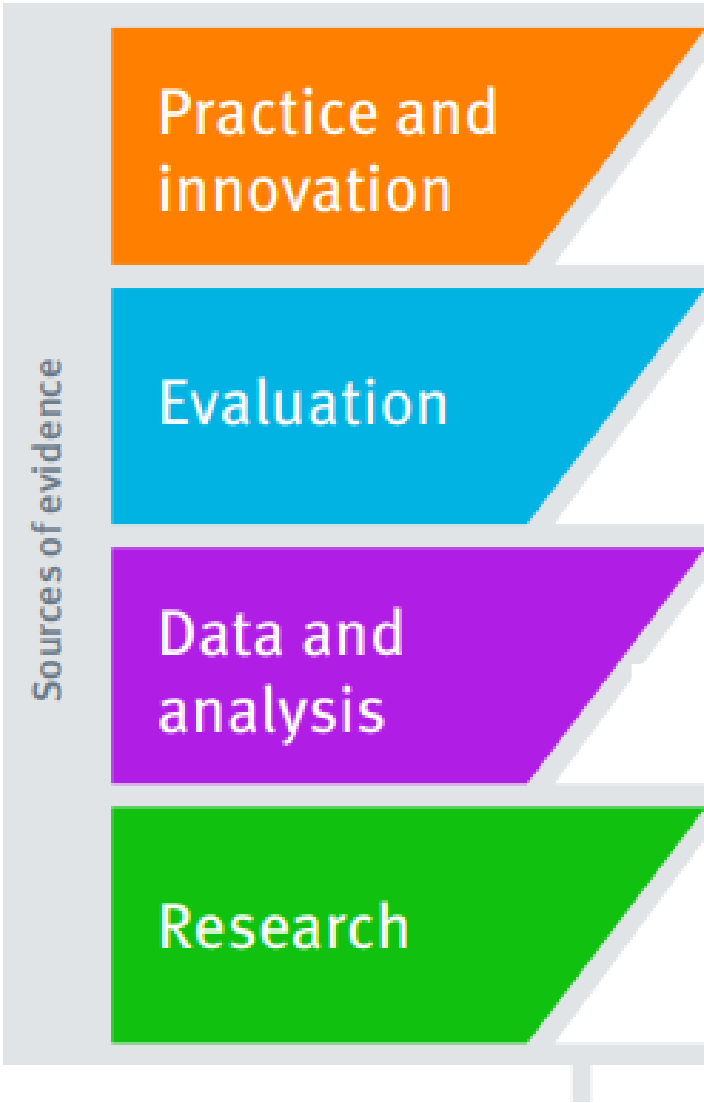 Sources of evidence
Practice and
innovation
Evaluation
Data and
analysis
Research